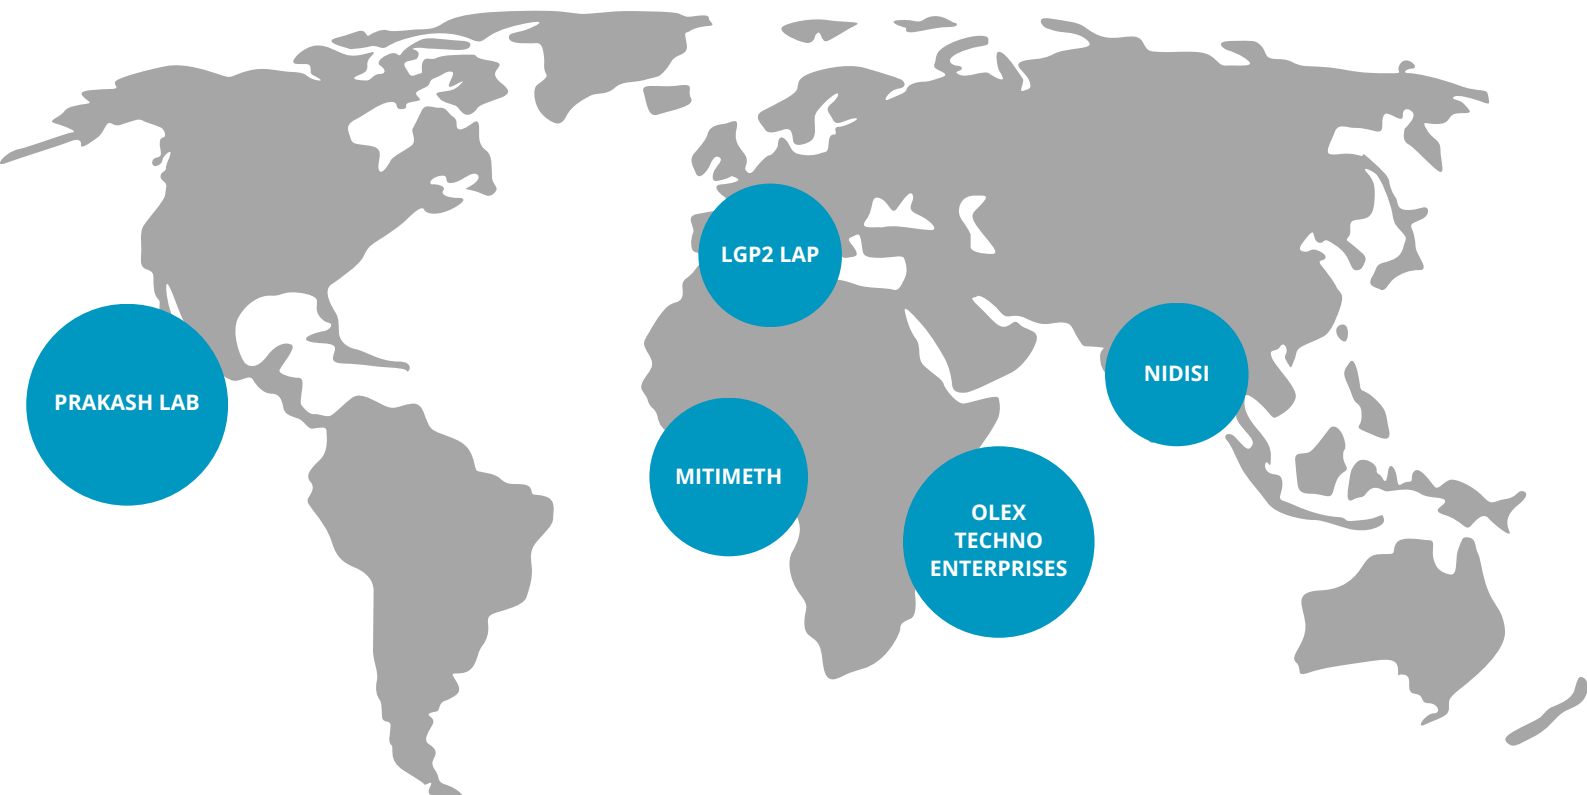 LGP2 LAP
PRAKASH LAB
NIDISI
MITIMETH
OLEX
TECHNO
ENTERPRISES